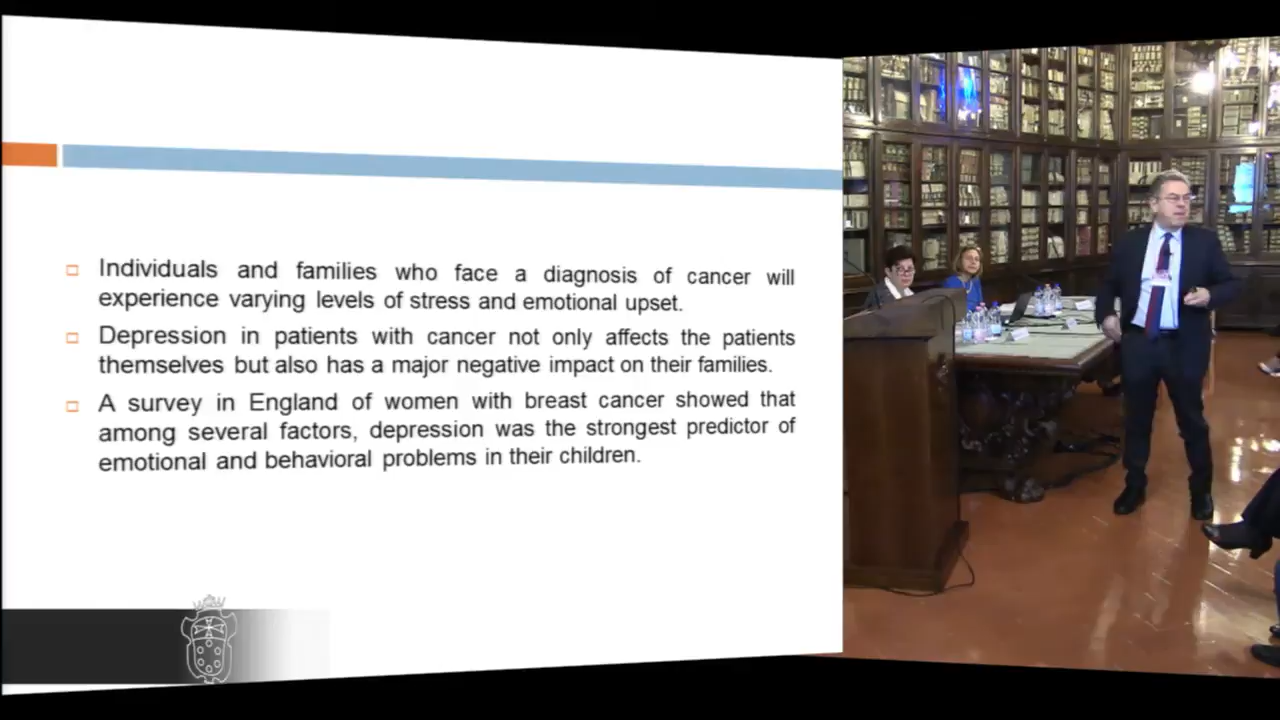 Individuals and families who face a diagnosis of cancer will
experience varying levels of stress and emotional upset.
Depression in patients with cancer not only affects the patients
themselves but also has a major negative impact on their families.
A survey in England of women with breast cancer showed that
among several factors, depression was the strongest predictor of
emotional and behavioral problems in their children.